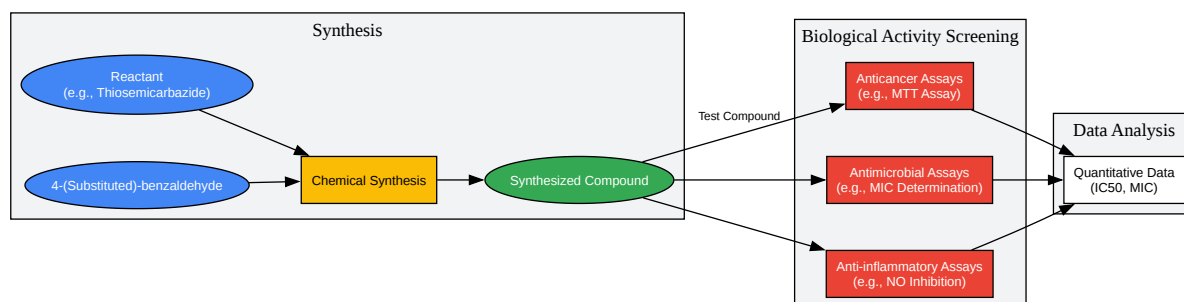 Synthesis
Reactant
(e.g., Thiosemicarbazide)
4-(Substituted)-benzaldehyde
Chemical Synthesis
Synthesized Compound
Test Compound
Biological Activity Screening
Anticancer Assays
(e.g., MTT Assay)
Antimicrobial Assays
(e.g., MIC Determination)
Anti-inflammatory Assays
(e.g., NO Inhibition)
Data Analysis
Quantitative Data
(IC50, MIC)